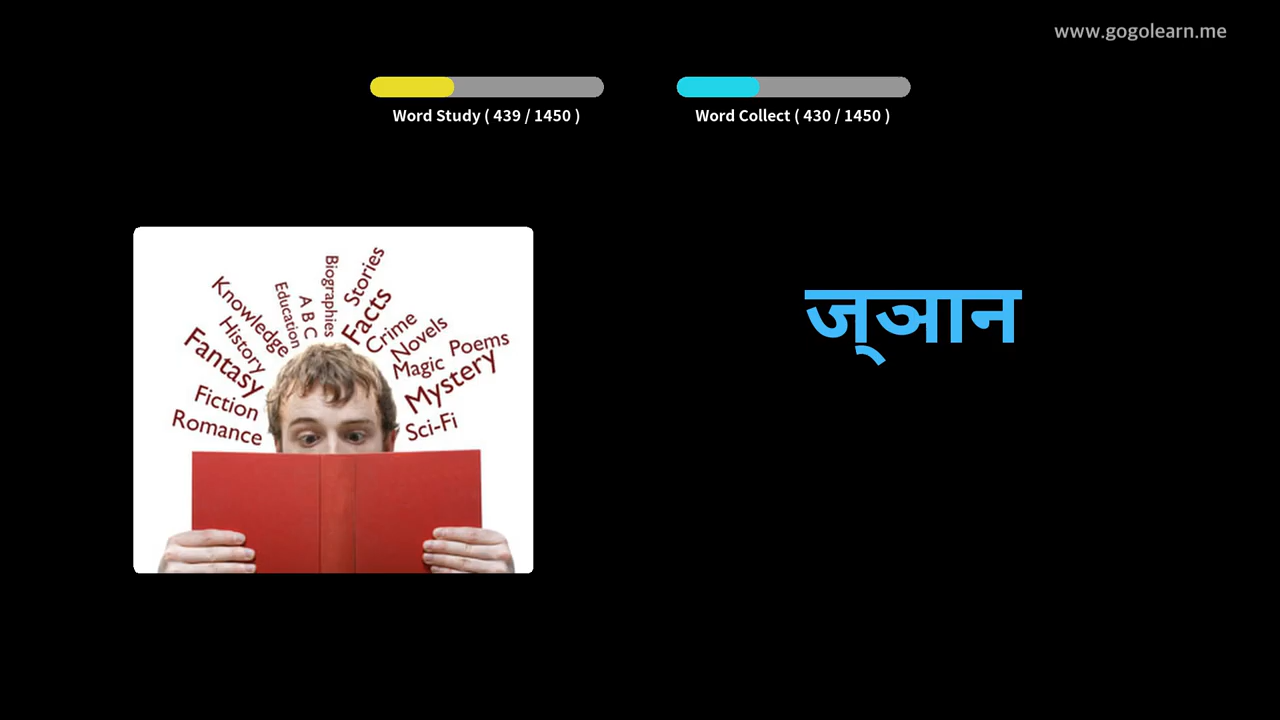 www.gogolearn.me
Word Study ( 439 / 1450 )
Word Collect ( 430 / 1450 )
Biographies
Stories
Knowledge
Education
A B C
Facts
History
Crime
Novels
Fantasy
Magic
Poems
Mystery
Fiction
Romance
Sci-Fi
ज्‌ञान